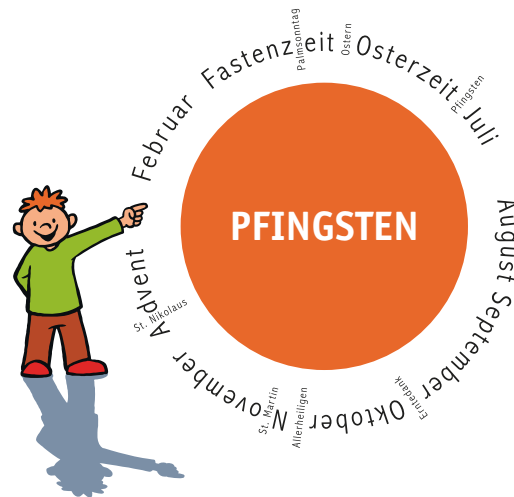 PFINGSTEN
Februar
Fastenzeit
Palmsonntag
Ostern
Osterzeit
Pfingsten
Juli
August
September
Erntedank
Oktober
Allerheiligen
November
St. Martin
Advent
St. Nikolaus